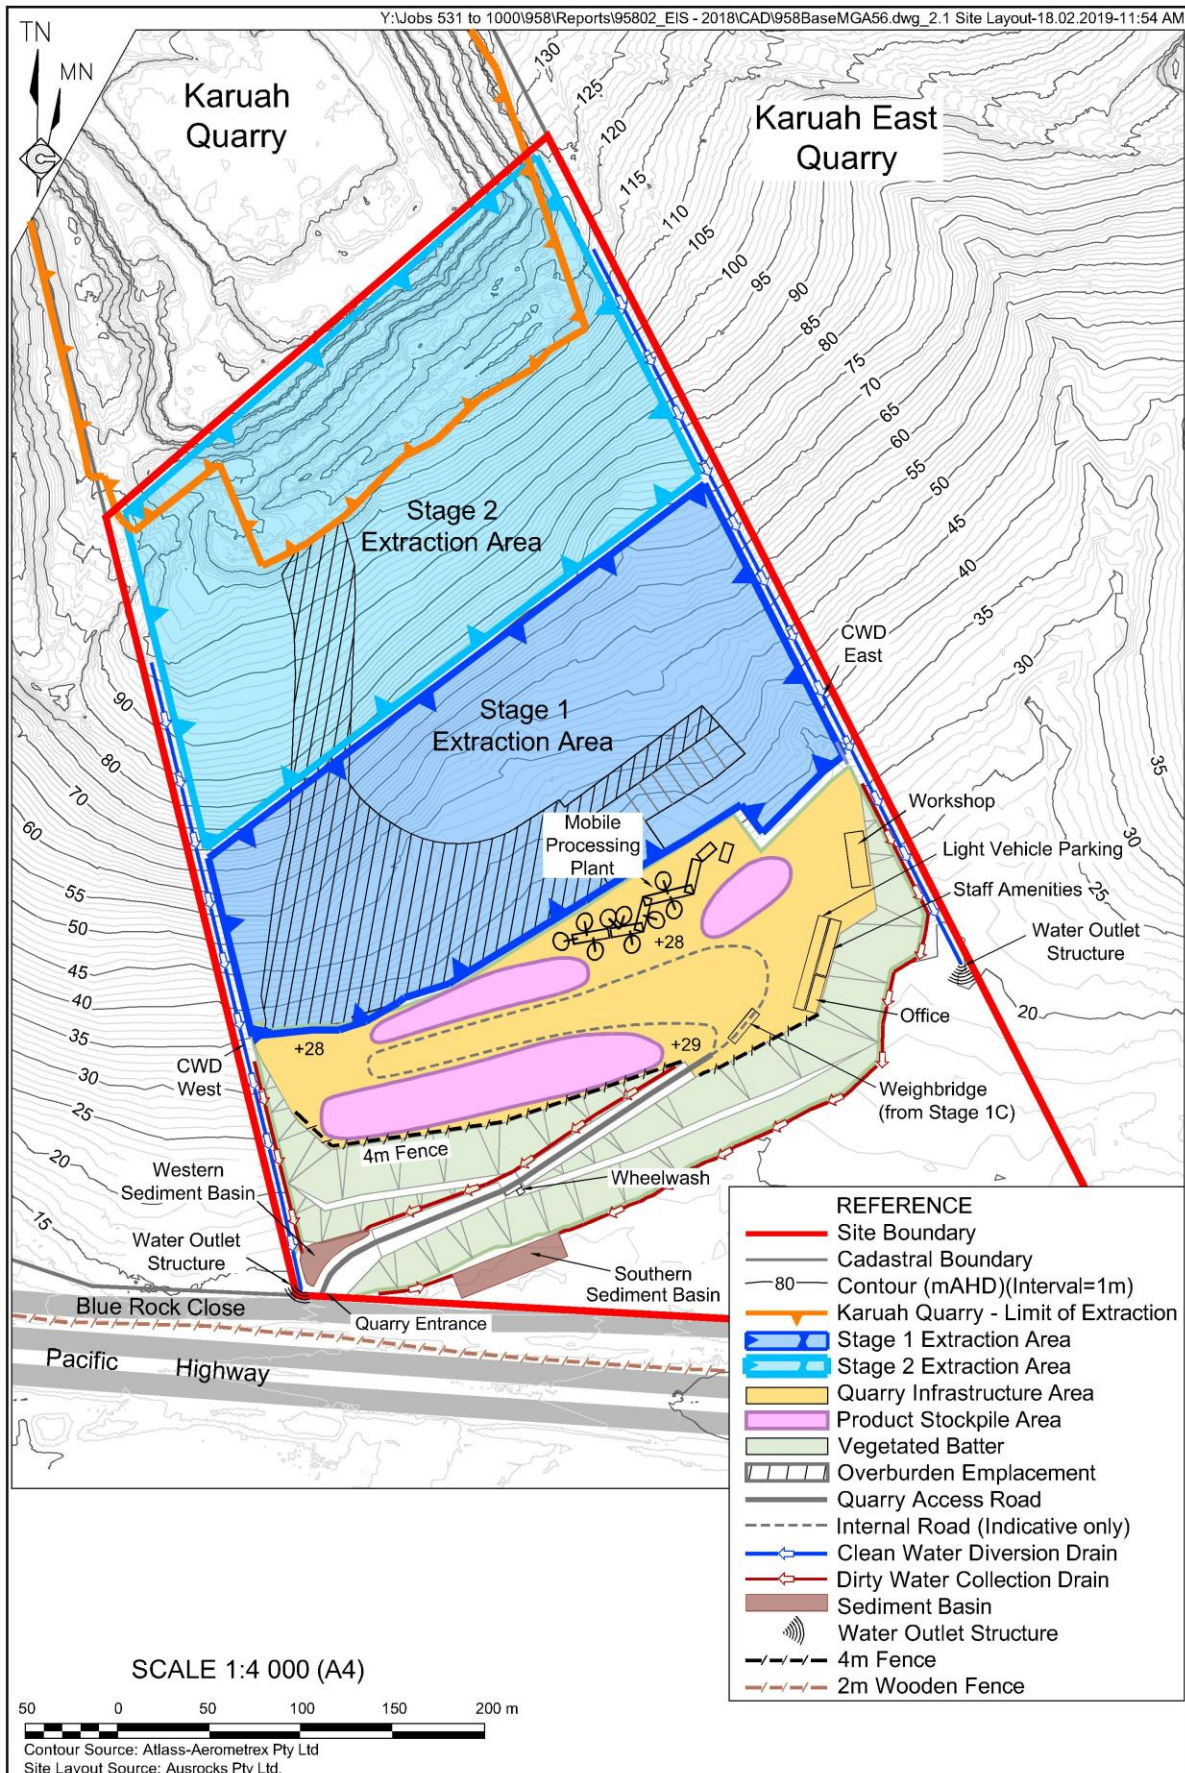 Y:\Jobs 531 to 1000\958\Reports\95802_EIS - 2018\CAD\958BaseMGA56.dwg_2.1 Site Layout-18.02.2019-11:54 AM
TN
MN
Karuah
Quarry
Karuah East
Quarry
130
125
120
115
110
105
100
95
90
85
80
75
70
65
60
55
50
45
40
35
30
35
30
25
20
Stage 2
Extraction Area
CWD
East
Stage 1
Extraction Area
90
80
70
60
55
50
45
40
35
30
25
20
15
Mobile
Processing
Plant
Workshop
Light Vehicle Parking
Staff Amenities
Water Outlet
Structure
+28
Office
+28
+29
CWD
West
Weighbridge
(from Stage 1C)
4m Fence
Western
Sediment Basin
Wheelwash
Water Outlet
Structure
Southern
Sediment Basin
Blue Rock Close
Quarry Entrance
Pacific Highway
REFERENCE
Site Boundary
Cadastral Boundary
80 Contour (mAHD)(Interval=1m)
Karuah Quarry - Limit of Extraction
Stage 1 Extraction Area
Stage 2 Extraction Area
Quarry Infrastructure Area
Product Stockpile Area
Vegetated Batter
Overburden Emplacement
Quarry Access Road
Internal Road (Indicative only)
Clean Water Diversion Drain
Dirty Water Collection Drain
Sediment Basin
Water Outlet Structure
4m Fence
2m Wooden Fence
SCALE 1:4 000 (A4)
50 0 50 100 150 200 m
Contour Source: Atlass-Aerometrex Pty Ltd
Site Layout Source: Ausrocks Pty Ltd.